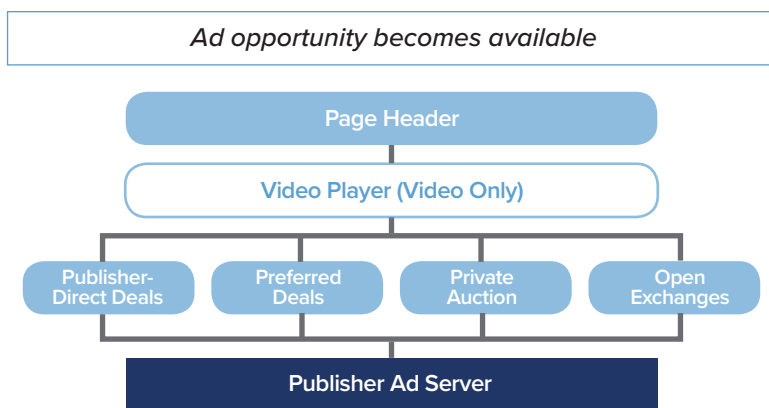 Ad opportunity becomes available
Page Header
Video Player (Video Only)
Publisher-
Direct Deals
Preferred
Deals
Private
Auction
Open
Exchanges
Publisher Ad Server